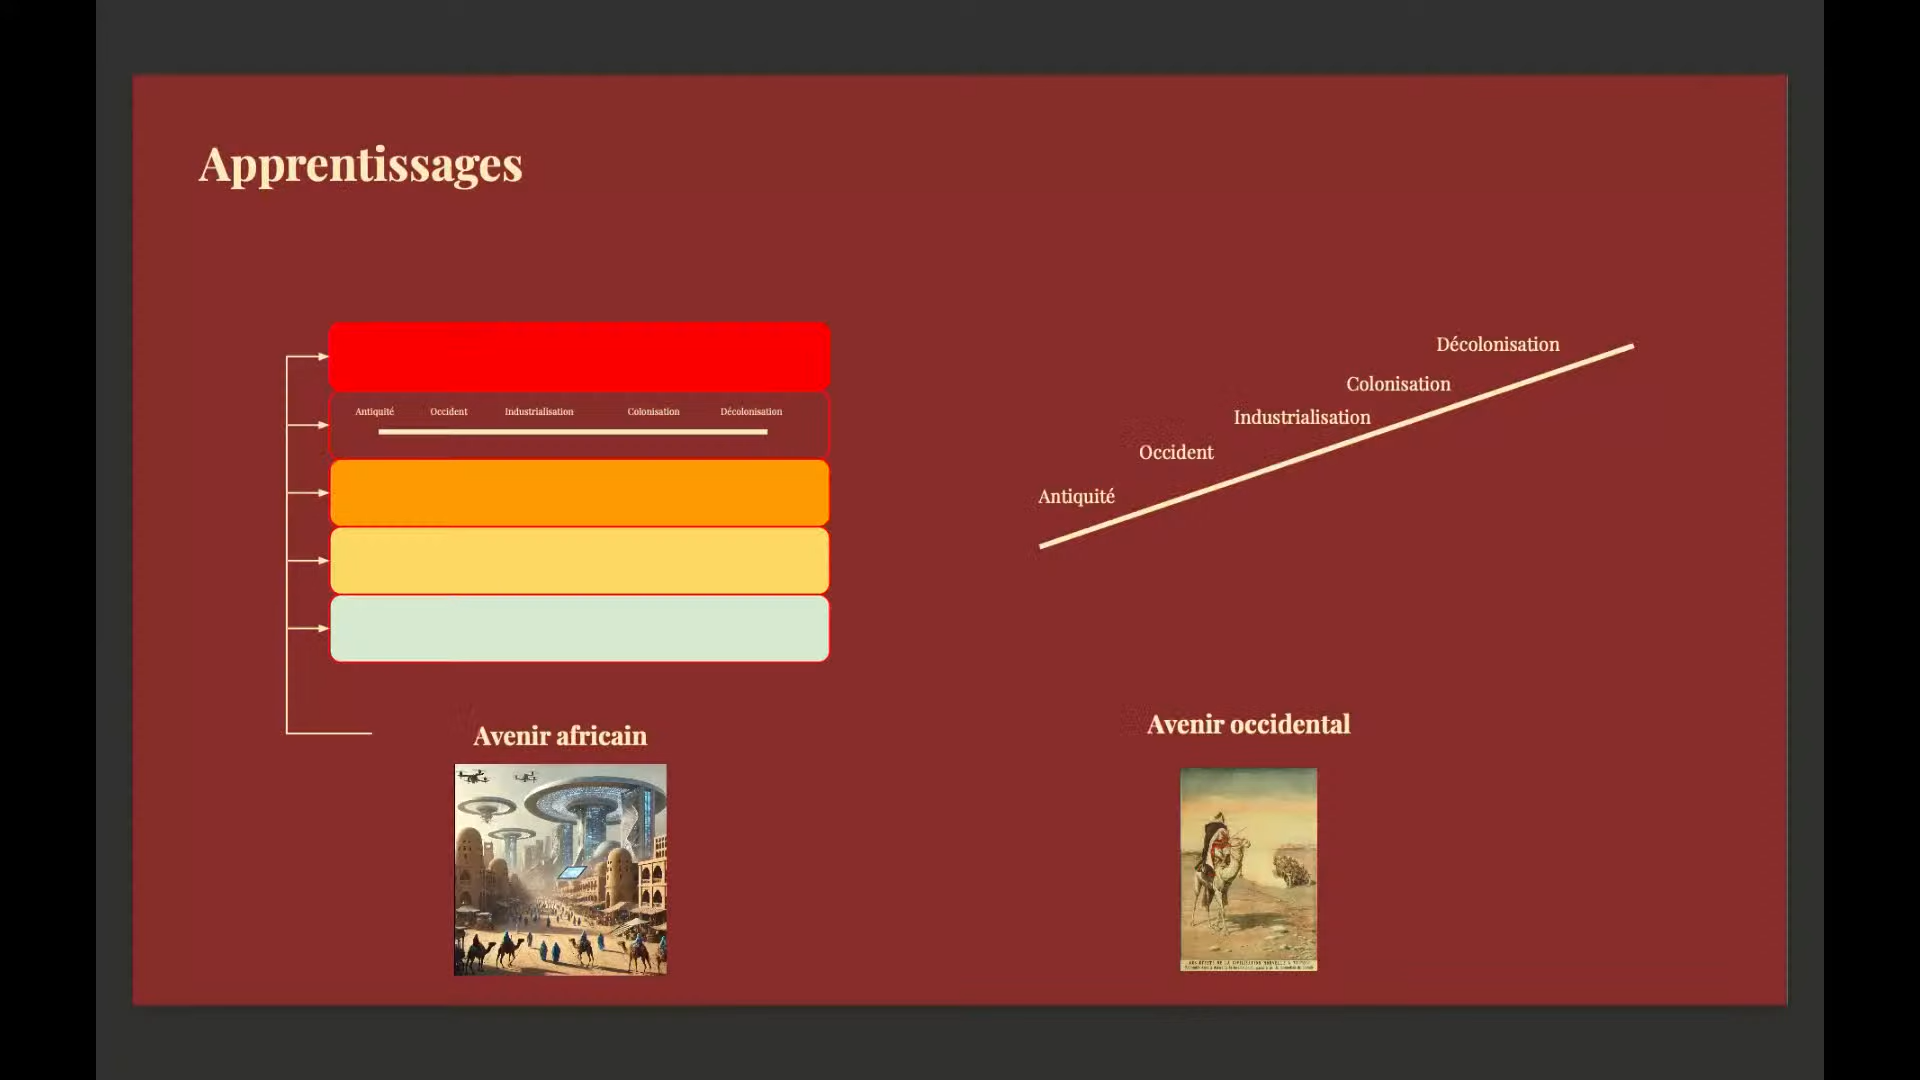 Apprentissages
Antiquité Occident Industrialisation Colonisation Décolonisation
Décolonisation
Colonisation
Industrialisation
Occident
Antiquité
Avenir africain
Avenir occidental